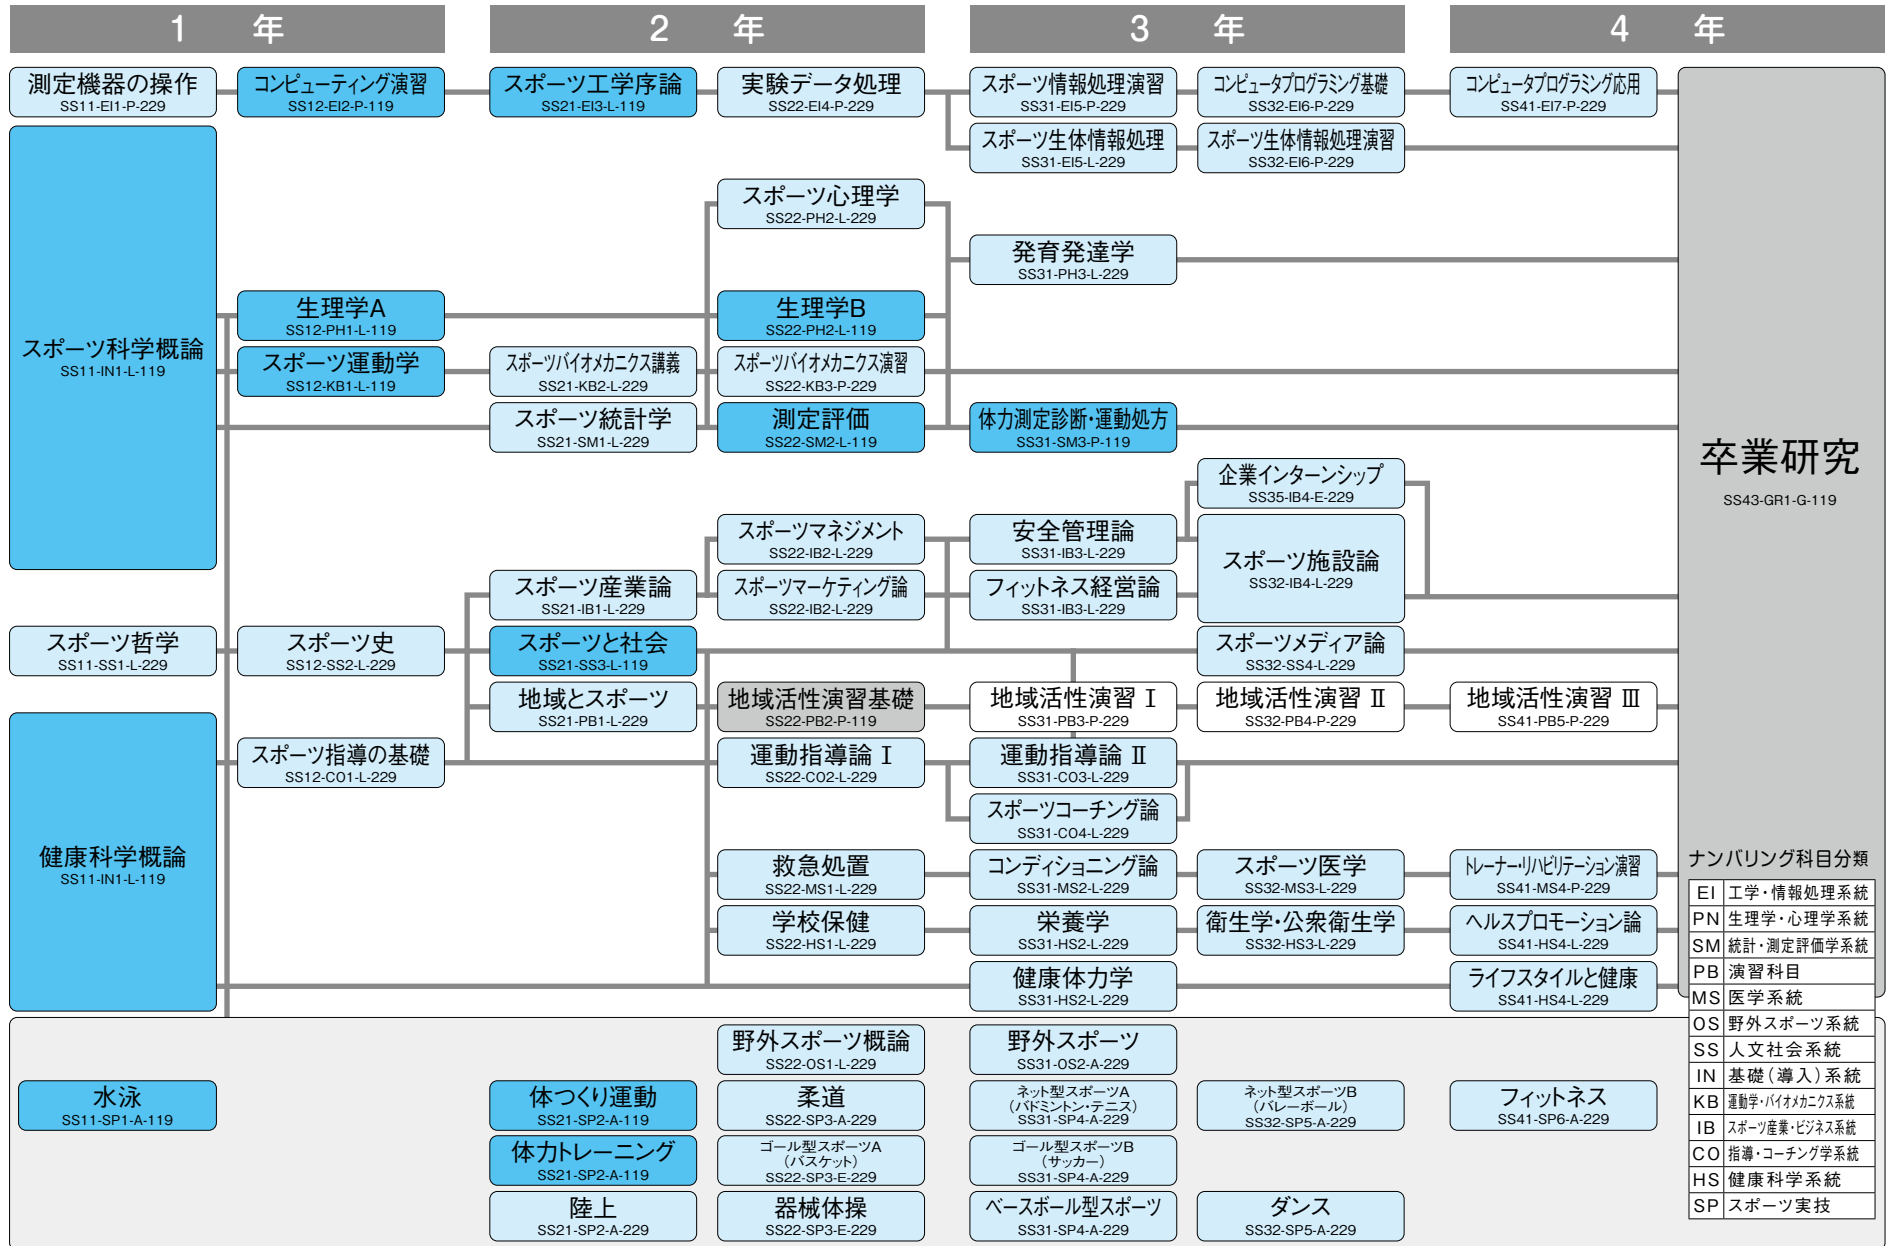 1 年
2 年
3 年
4 年
測定機器の操作
SS11-EI1-P-229
コンピューティング演習
SS12-EI2-P-119
スポーツ工学序論
SS21-EI3-L-119
実験データ処理
SS22-EI4-P-229
スポーツ情報処理演習
SS31-EI5-P-229
コンピュータプログラミング基礎
SS32-EI6-P-229
コンピュータプログラミング応用
SS41-EI7-P-229
スポーツ生体情報処理
SS31-EI5-L-229
スポーツ生体情報処理演習
SS32-EI6-P-229
スポーツ科学概論
SS11-IN1-L-119
スポーツ心理学
SS22-PH2-L-229
発育発達学
SS31-PH3-L-229
生理学A
SS12-PH1-L-119
生理学B
SS22-PH2-L-119
スポーツ運動学
SS12-KB1-L-119
スポーツバイオメカニクス講義
SS21-KB2-L-229
スポーツバイオメカニクス演習
SS22-KB3-P-229
スポーツ統計学
SS21-SM1-L-229
測定評価
SS22-SM2-L-119
体力測定診断・運動処方
SS31-SM3-P-119
卒業研究
SS43-GR1-G-119
企業インターンシップ
SS35-IB4-E-229
スポーツマネジメント
SS22-IB2-L-229
安全管理論
SS31-IB3-L-229
スポーツ施設論
SS32-IB4-L-229
スポーツ産業論
SS21-IB1-L-229
スポーツマーケティング論
SS22-IB2-L-229
フィットネス経営論
SS31-IB3-L-229
スポーツ哲学
SS11-SS1-L-229
スポーツ史
SS12-SS2-L-229
スポーツと社会
SS21-SS3-L-119
スポーツメディア論
SS32-SS4-L-229
地域とスポーツ
SS21-PB1-L-229
地域活性演習基礎
SS22-PB2-P-119
地域活性演習 Ⅰ
SS31-PB3-P-229
地域活性演習 Ⅱ
SS32-PB4-P-229
地域活性演習 Ⅲ
SS41-PB5-P-229
健康科学概論
SS11-IN1-L-119
スポーツ指導の基礎
SS12-CO1-L-229
運動指導論 Ⅰ
SS22-CO2-L-229
運動指導論 Ⅱ
SS31-CO3-L-229
スポーツコーチング論
SS31-CO4-L-229
救急処置
SS22-MS1-L-229
コンディショニング論
SS31-MS2-L-229
スポーツ医学
SS32-MS3-L-229
トレーナー・リハビリテーション演習
SS41-MS4-P-229
学校保健
SS22-HS1-L-229
栄養学
SS31-HS2-L-229
衛生学・公衆衛生学
SS32-HS3-L-229
ヘルスプロモーション論
SS41-HS4-L-229
健康体力学
SS31-HS2-L-229
ライフスタイルと健康
SS41-HS4-L-229
野外スポーツ概論
SS22-OS1-L-229
野外スポーツ
SS31-OS2-A-229
水泳
SS11-SP1-A-119
体つくり運動
SS21-SP2-A-119
柔道
SS22-SP3-A-229
ネット型スポーツA
(バドミントン・テニス)
SS31-SP4-A-229
ネット型スポーツB
(バレーボール)
SS32-SP5-A-229
フィットネス
SS41-SP6-A-229
体力トレーニング
SS21-SP2-A-119
ゴール型スポーツA
(バスケット)
SS22-SP3-E-229
ゴール型スポーツB
(サッカー)
SS31-SP4-A-229
陸上
SS21-SP2-A-229
器械体操
SS22-SP3-E-229
ベースボール型スポーツ
SS31-SP4-A-229
ダンス
SS32-SP5-A-229
ナンバリング科目分類
EI 工学・情報処理系統
PN 生理学・心理学系統
SM 統計・測定評価学系統
PB 演習科目
MS 医学系統
OS 野外スポーツ系統
SS 人文社会系統
IN 基礎(導入)系統
KB 運動学・バイオメカニクス系統
IB スポーツ産業・ビジネス系統
CO 指導・コーチング学系統
HS 健康科学系統
SP スポーツ実技